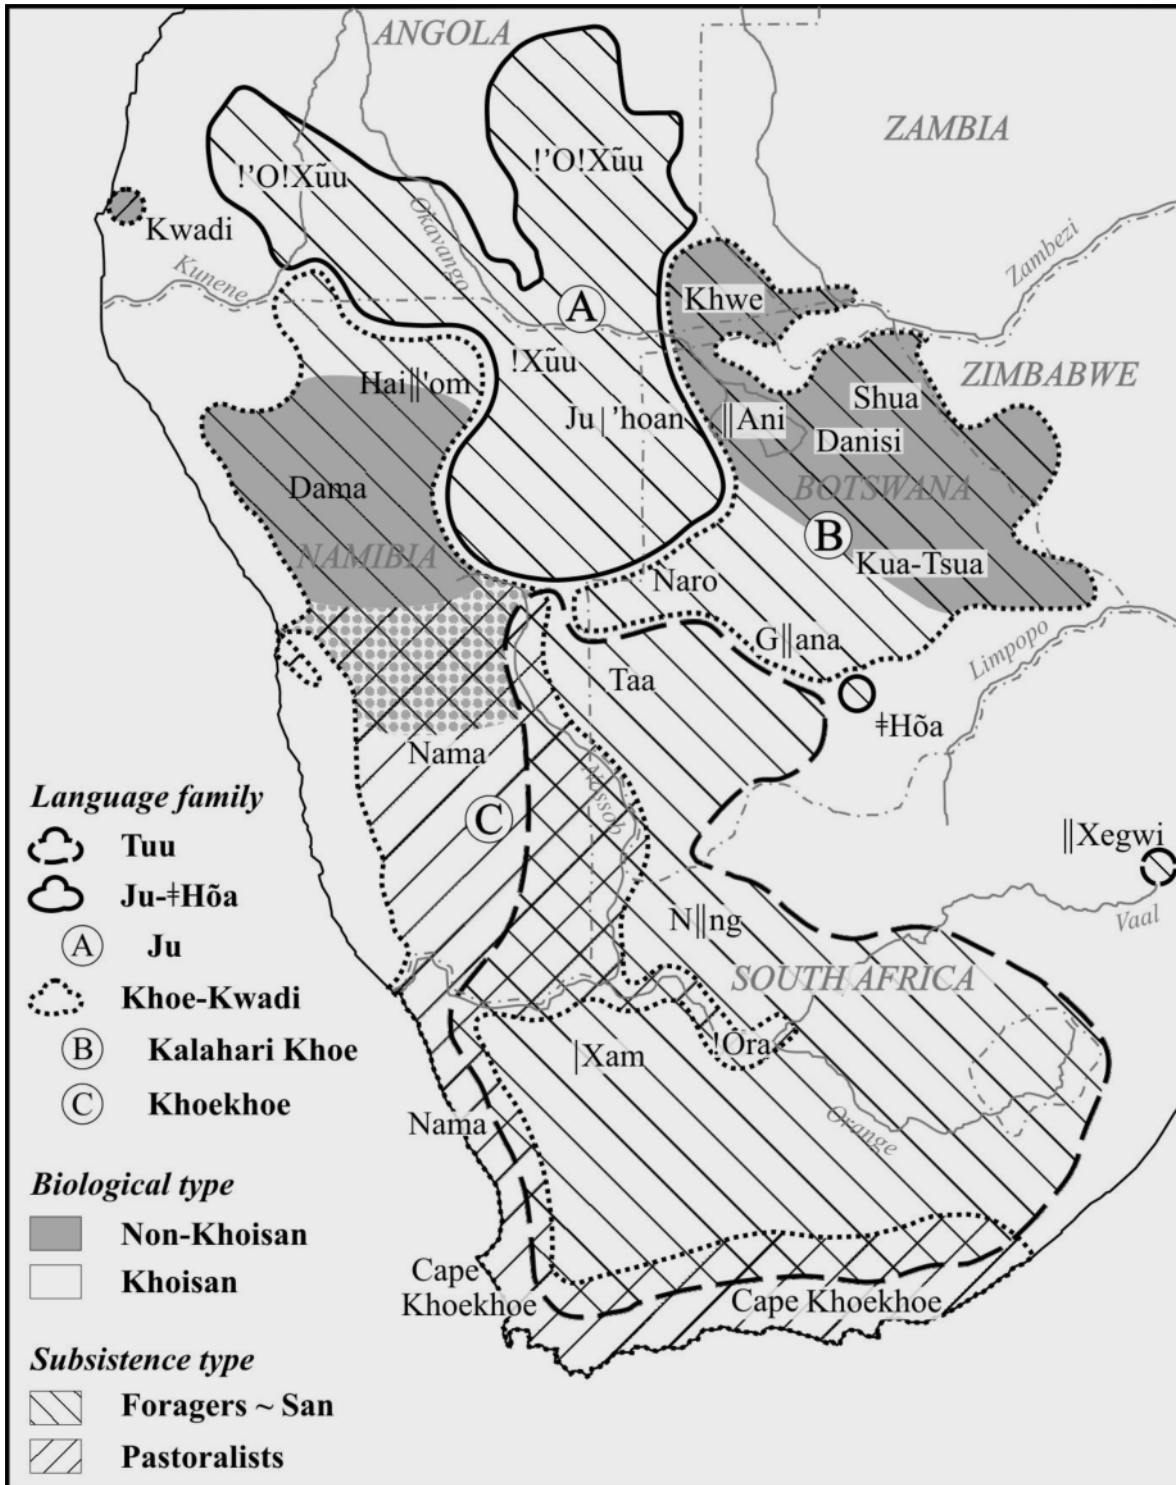 ANGOLA
ZAMBIA
!'O!Xũu
!'O!Xũu
Kwadi
Okavango
Kunene
Zambezi
Khwe
A
!Xũu
Hai‖'om
ZIMBABWE
Shua
Ju|'hoan
‖Ani
Danisi
Dama
BOTSWANA
B
NAMIBIA
Kua-Tsua
Naro
G‖ana
Limpopo
Taa
ǂHõa
Nama
Nossob
C
‖Xegwi
Vaal
N‖ng
SOUTH AFRICA
!Ora
|Xam
Orange
Nama
Cape
Khoekhoe
Cape Khoekhoe
Language family
Tuu
Ju-ǂHõa
A Ju
Khoe-Kwadi
B Kalahari Khoe
C Khoekhoe
Biological type
Non-Khoisan
Khoisan
Subsistence type
Foragers ~ San
Pastoralists